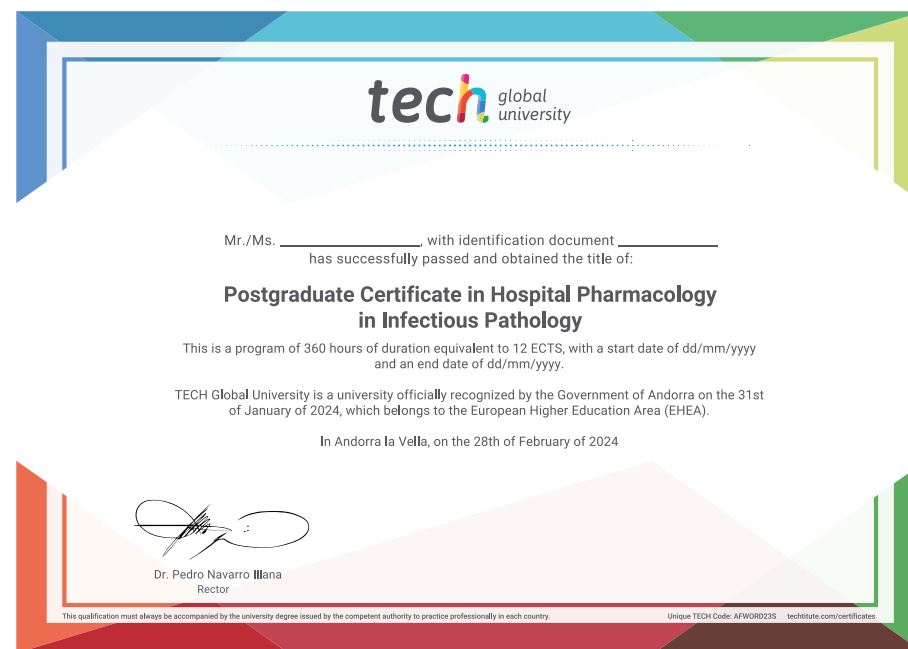 tech global
university
Mr./Ms. ____________________, with identification document ______________
has successfully passed and obtained the title of:
Postgraduate Certificate in Hospital Pharmacology
in Infectious Pathology
This is a program of 360 hours of duration equivalent to 12 ECTS, with a start date of dd/mm/yyyy
and an end date of dd/mm/yyyy.
TECH Global University is a university officially recognized by the Government of Andorra on the 31st
of January of 2024, which belongs to the European Higher Education Area (EHEA).
In Andorra la Vella, on the 28th of February of 2024
Dr. Pedro Navarro Illana
Rector
This qualification must always be accompanied by the university degree issued by the competent authority to practice professionally in each country.
Unique TECH Code: AFWORD23S techtitute.com/certificates